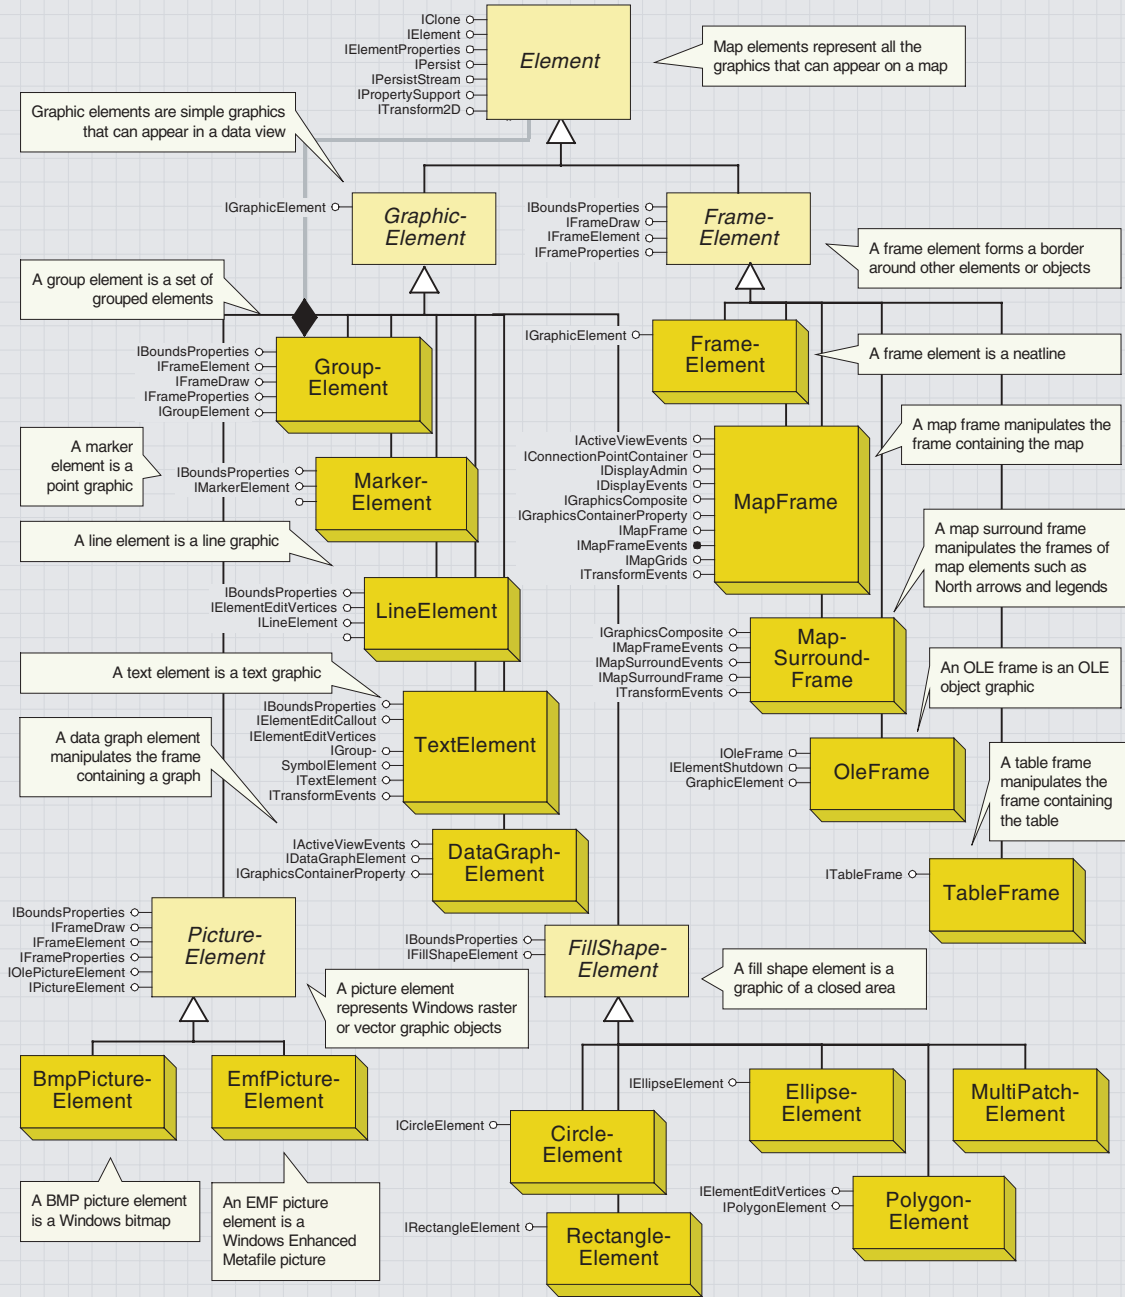 IClone
IElement
IElementProperties
IPersist
IPersistStream
IPropertySupport
ITransform2D
Element
Map elements represent all the
graphics that can appear on a map
Graphic elements are simple graphics
that can appear in a data view
IGraphicElement
Graphic-
Element
IBoundsProperties
IFrameDraw
IFrameElement
IFrameProperties
Frame-
Element
A frame element forms a border
around other elements or objects
A group element is a set of
grouped elements
IBoundsProperties
IFrameElement
IFrameDraw
IFrameProperties
IGroupElement
Group-
Element
IGraphicElement
Frame-
Element
A frame element is a neatline
A marker
element is a
point graphic
IBoundsProperties
IMarkerElement
Marker-
Element
IActiveViewEvents
IConnectionPointContainer
IDisplayAdmin
IDisplayEvents
IGraphicsComposite
IGraphicsContainerProperty
IMapFrame
IMapFrameEvents
IMapGrids
ITransformEvents
MapFrame
A map frame manipulates the
frame containing the map
A line element is a line graphic
IBoundsProperties
IElementEditVertices
ILineElement
LineElement
A map surround frame
manipulates the frames of
map elements such as
North arrows and legends
IGraphicsComposite
IMapFrameEvents
IMapSurroundEvents
IMapSurroundFrame
ITransformEvents
Map-
Surround-
Frame
A text element is a text graphic
IBoundsProperties
IElementEditCallout
IElementEditVertices
IGroup-
SymbolElement
ITextElement
ITransformEvents
TextElement
An OLE frame is an OLE
object graphic
IOleFrame
IElementShutdown
GraphicElement
OleFrame
A data graph element
manipulates the frame
containing a graph
IActiveViewEvents
IDataGraphElement
IGraphicsContainerProperty
DataGraph-
Element
A table frame
manipulates the
frame containing
the table
ITableFrame
TableFrame
IBoundsProperties
IFrameDraw
IFrameElement
IFrameProperties
IOlePictureElement
IPictureElement
Picture-
Element
A picture element
represents Windows raster
or vector graphic objects
IBoundsProperties
IFillShapeElement
FillShape-
Element
A fill shape element is a
graphic of a closed area
BmpPicture-
Element
EmfPicture-
Element
A BMP picture element
is a Windows bitmap
An EMF picture
element is a
Windows Enhanced
Metafile picture
ICircleElement
Circle-
Element
IEllipseElement
Ellipse-
Element
MultiPatch-
Element
IRectangleElement
Rectangle-
Element
IElementEditVertices
IPolygonElement
Polygon-
Element